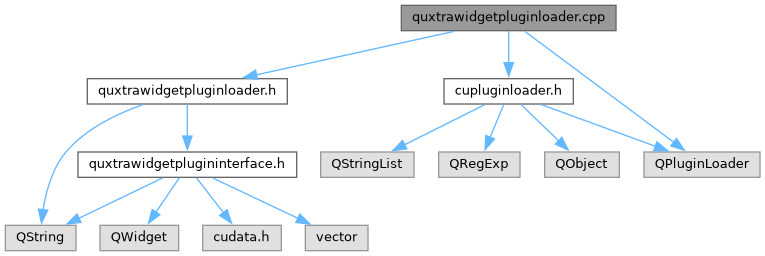 quxtrawidgetpluginloader.cpp
quxtrawidgetpluginloader.h
cupluginloader.h
quxtrawidgetplugininterface.h
QStringList
QRegExp
QObject
QPluginLoader
QString
QWidget
cudata.h
vector